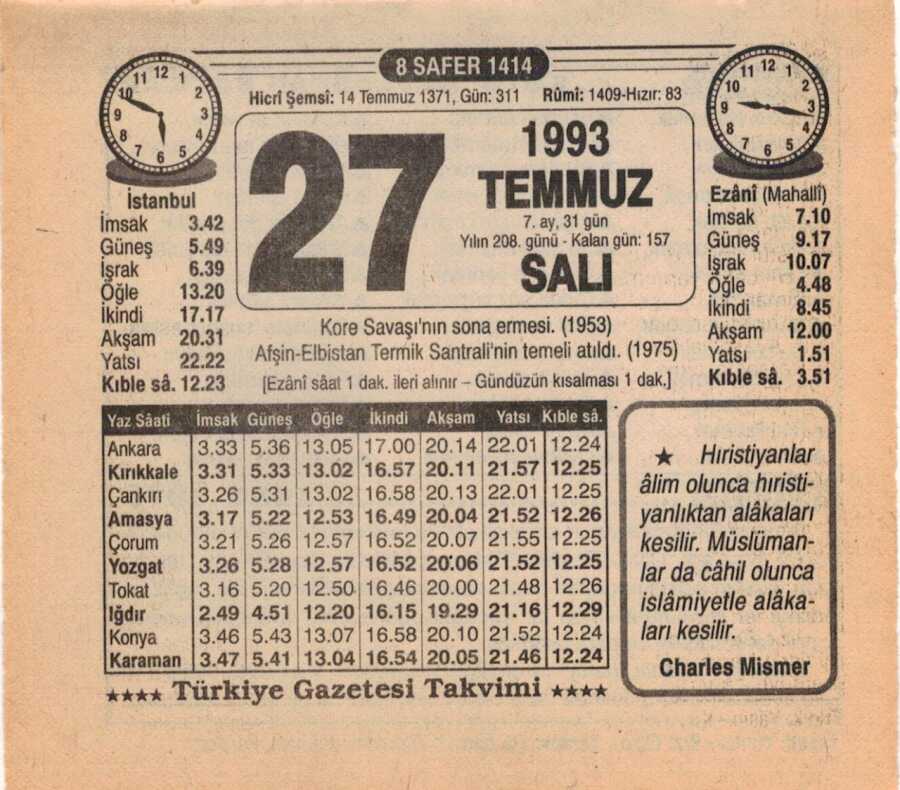 8 SAFER 1414
Hicrî Şemsî: 14 Temmuz 1371, Gün: 311 Rûmî: 1409-Hızır: 83
27
1993
TEMMUZ
7. ay, 31 gün
Yılın 208. günü - Kalan gün: 157
SALI
İstanbul
İmsak 3.42
Güneş 5.49
İşrak 6.39
Öğle 13.20
İkindi 17.17
Akşam 20.31
Yatsı 22.22
Kıble sâ. 12.23
Ezânî (Mahallî)
İmsak 7.10
Güneş 9.17
İşrak 10.07
Öğle 4.48
İkindi 8.45
Akşam 12.00
Yatsı 1.51
Kıble sâ. 3.51
Kore Savaşı'nın sona ermesi. (1953)
Afşin-Elbistan Termik Santrali'nin temeli atıldı. (1975)
[Ezânî sâat 1 dak. ileri alınır – Gündüzün kısalması 1 dak.]
Yaz Sâati İmsak Güneş Öğle İkindi Akşam Yatsı Kıble sâ.
Ankara 3.33 5.36 13.05 17.00 20.14 22.01 12.24
Kırıkkale 3.31 5.33 13.02 16.57 20.11 21.57 12.25
Çankırı 3.26 5.31 13.02 16.58 20.13 22.01 12.25
Amasya 3.17 5.22 12.53 16.49 20.04 21.52 12.26
Çorum 3.21 5.26 12.57 16.52 20.07 21.55 12.25
Yozgat 3.26 5.28 12.57 16.52 20.06 21.52 12.25
Tokat 3.16 5.20 12.50 16.46 20.00 21.48 12.26
Iğdır 2.49 4.51 12.20 16.15 19.29 21.16 12.29
Konya 3.46 5.43 13.07 16.58 20.10 21.52 12.24
Karaman 3.47 5.41 13.04 16.54 20.05 21.46 12.24
★ Hıristiyanlar
âlim olunca hıristi-
yanlıktan alâkaları
kesilir. Müslüman-
lar da câhil olunca
islâmiyetle alâka-
ları kesilir.
Charles Mismer
★★★★ Türkiye Gazetesi Takvimi ★★★★